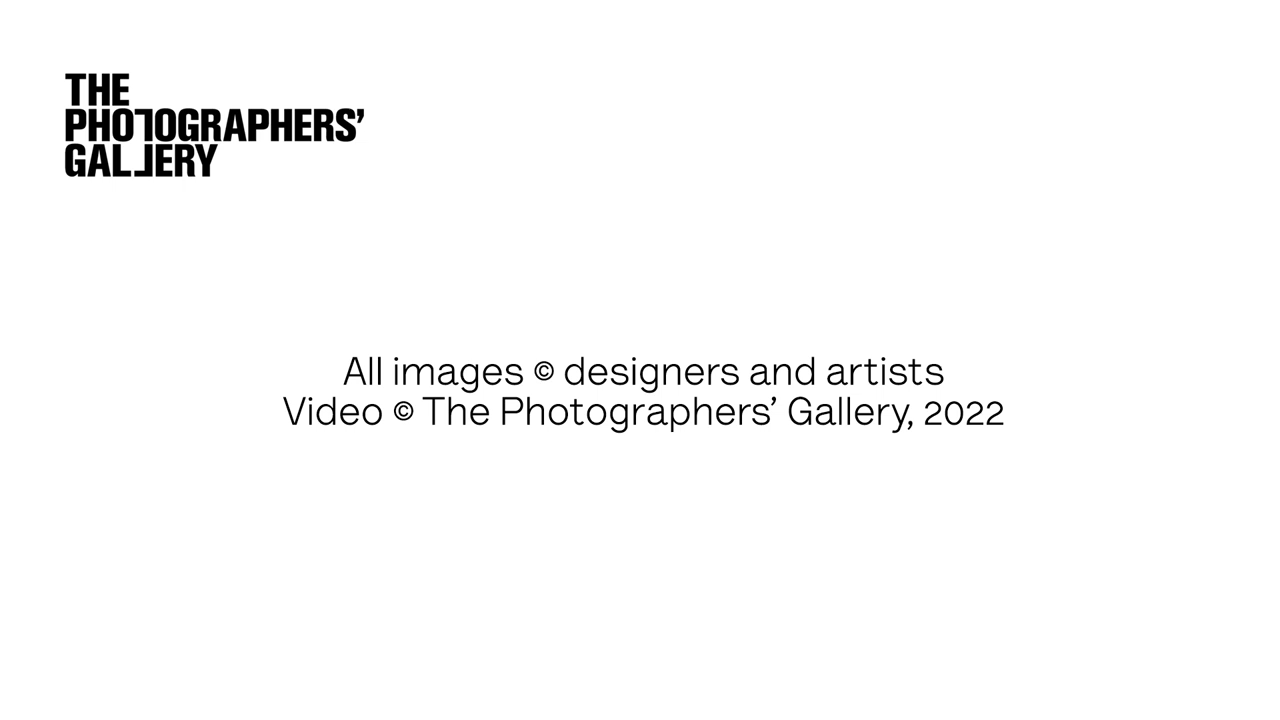 THE
PHOTOGRAPHERS’
GALLERY
All images © designers and artists
Video © The Photographers’ Gallery, 2022